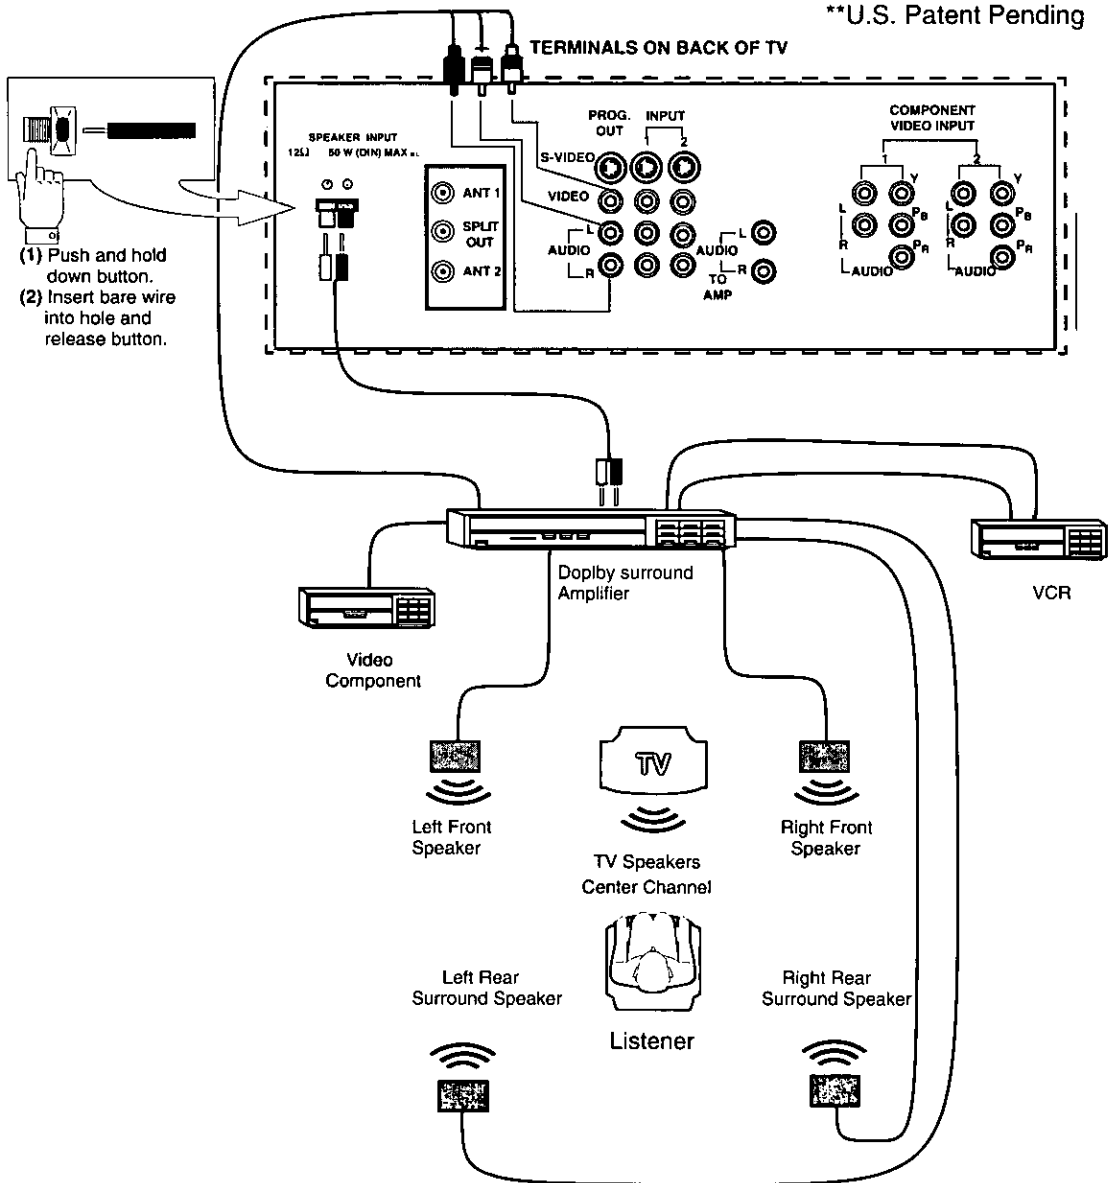 **U.S. Patent Pending
TERMINALS ON BACK OF TV
SPEAKER INPUT
12Ω 50 W (DIN) MAX
ANT 1
SPLIT
OUT
ANT 2
PROG.
OUT
INPUT
1
2
S-VIDEO
VIDEO
L
AUDIO
R
L
AUDIO
R
TO
AMP
COMPONENT
VIDEO INPUT
1
2
Y
L
PB
R
PR
AUDIO
Y
L
PB
R
PR
AUDIO
(1) Push and hold
down button.
(2) Insert bare wire
into hole and
release button.
Doplby surround
Amplifier
VCR
Video
Component
TV
Left Front
Speaker
Right Front
Speaker
TV Speakers
Center Channel
Left Rear
Surround Speaker
Right Rear
Surround Speaker
Listener